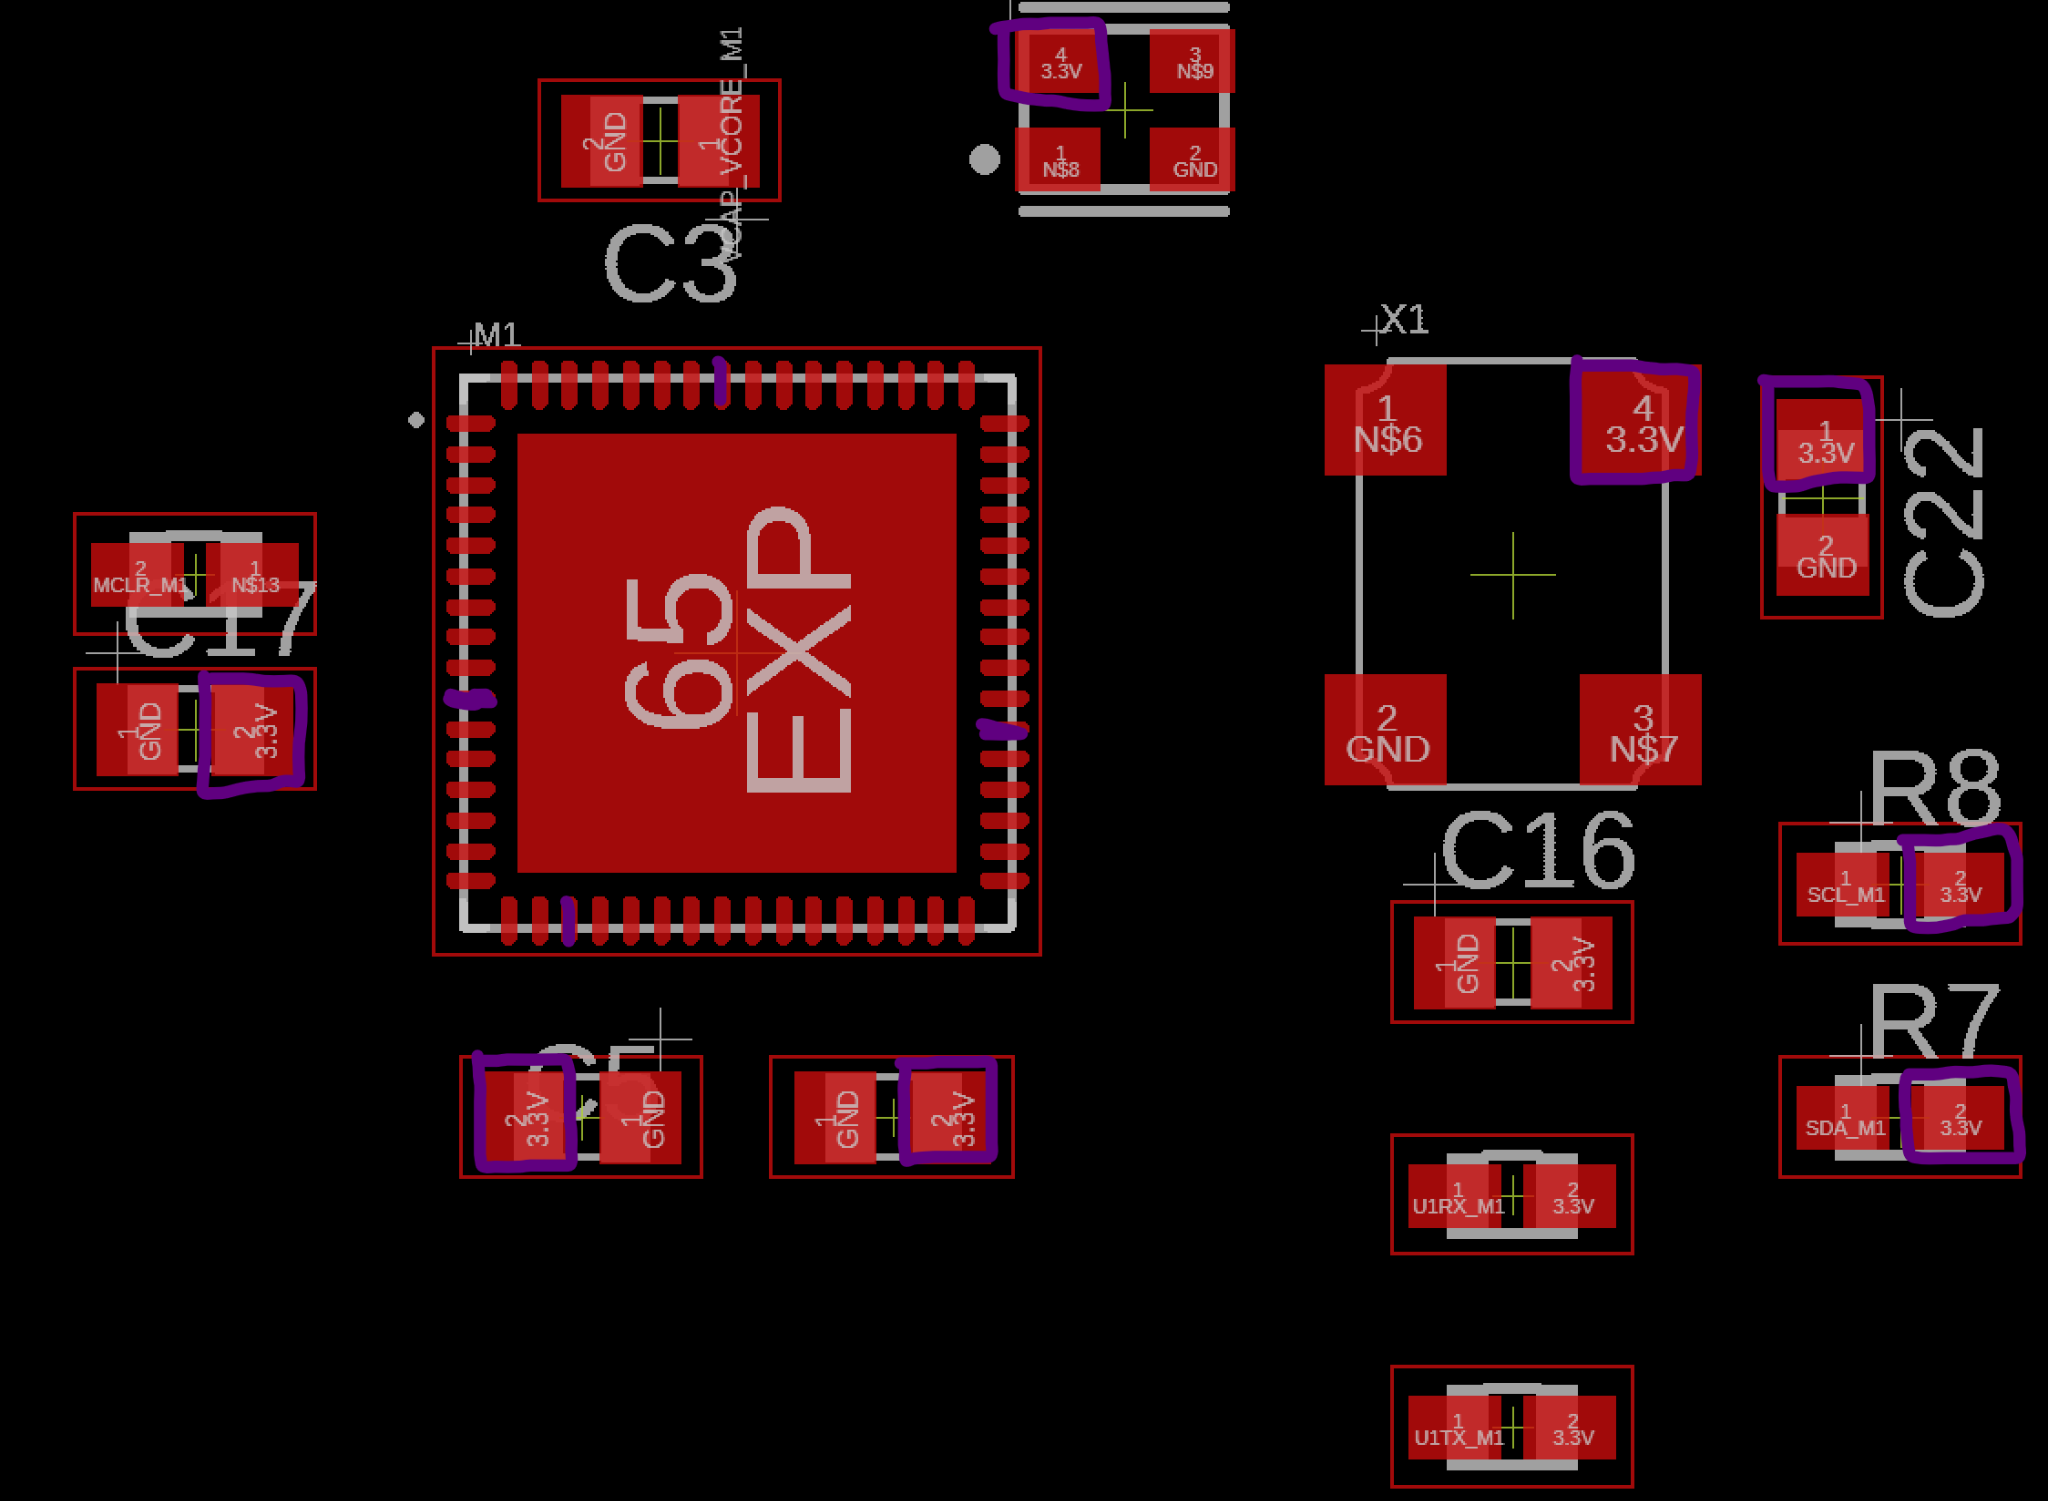 4
3.3V
3
N$9
1
N$8
2
GND
2
GND
1
VCAP_VCORE_M1
C3
M1
X1
1
N$6
4
3.3V
2
GND
3
N$7
1
3.3V
2
GND
C22
65
EXP
2
MCLR_M1
1
N$13
C17
1
GND
2
3.3V
R8
1
SCL_M1
2
3.3V
C16
1
GND
2
3.3V
R7
1
SDA_M1
2
3.3V
C5
2
3.3V
1
GND
1
GND
2
3.3V
1
U1RX_M1
2
3.3V
1
U1TX_M1
2
3.3V